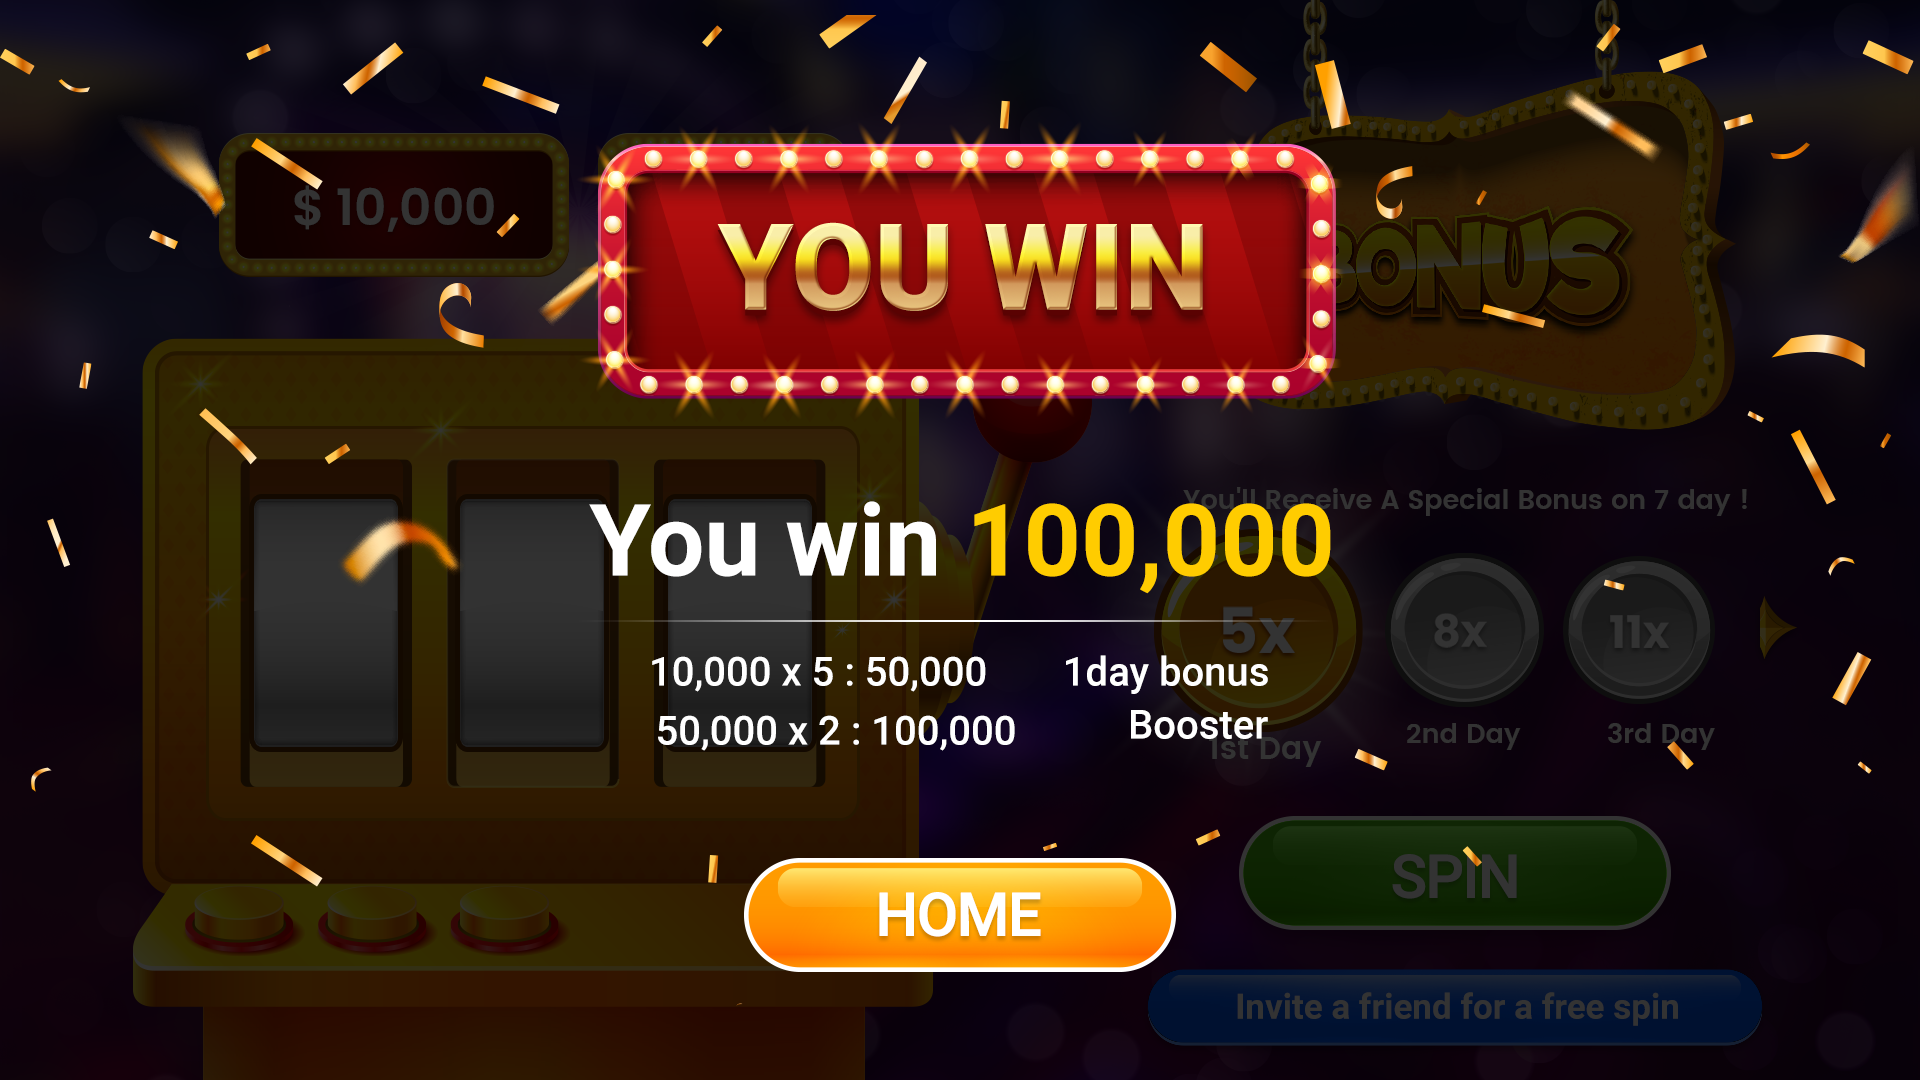 $ 10,000
YOU WIN
BONUS
You'll Receive A Special Bonus on 7 day !
You win 100,000
5x
8x
11x
10,000 x 5 : 50,000 1day bonus
50,000 x 2 : 100,000 Booster
1st Day
2nd Day
3rd Day
SPIN
HOME
Invite a friend for a free spin